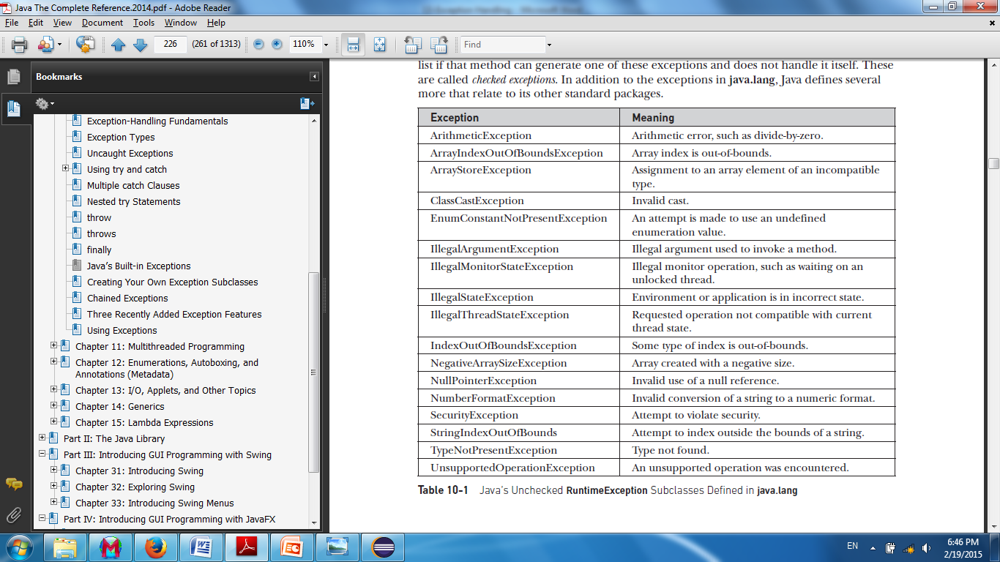 Java The Complete Reference.2014.pdf - Adobe Reader
File Edit View Document Tools Window Help
226 (261 of 1313) 110% Find
Bookmarks
Exception-Handling Fundamentals
Exception Types
Uncaught Exceptions
Using try and catch
Multiple catch Clauses
Nested try Statements
throw
throws
finally
Java's Built-in Exceptions
Creating Your Own Exception Subclasses
Chained Exceptions
Three Recently Added Exception Features
Using Exceptions
Chapter 11: Multithreaded Programming
Chapter 12: Enumerations, Autoboxing, and
Annotations (Metadata)
Chapter 13: I/O, Applets, and Other Topics
Chapter 14: Generics
Chapter 15: Lambda Expressions
Part II: The Java Library
Part III: Introducing GUI Programming with Swing
Chapter 31: Introducing Swing
Chapter 32: Exploring Swing
Chapter 33: Introducing Swing Menus
Part IV: Introducing GUI Programming with JavaFX
list if that method can generate one of these exceptions and does not handle it itself. These
are called checked exceptions. In addition to the exceptions in java.lang, Java defines several
more that relate to its other standard packages.
Exception Meaning
ArithmeticException Arithmetic error, such as divide-by-zero.
ArrayIndexOutOfBoundsException Array index is out-of-bounds.
ArrayStoreException Assignment to an array element of an incompatible
type.
ClassCastException Invalid cast.
EnumConstantNotPresentException An attempt is made to use an undefined
enumeration value.
IllegalArgumentException Illegal argument used to invoke a method.
IllegalMonitorStateException Illegal monitor operation, such as waiting on an
unlocked thread.
IllegalStateException Environment or application is in incorrect state.
IllegalThreadStateException Requested operation not compatible with current
thread state.
IndexOutOfBoundsException Some type of index is out-of-bounds.
NegativeArraySizeException Array created with a negative size.
NullPointerException Invalid use of a null reference.
NumberFormatException Invalid conversion of a string to a numeric format.
SecurityException Attempt to violate security.
StringIndexOutOfBounds Attempt to index outside the bounds of a string.
TypeNotPresentException Type not found.
UnsupportedOperationException An unsupported operation was encountered.
Table 10-1 Java's Unchecked RuntimeException Subclasses Defined in java.lang
EN 6:46 PM
2/19/2015